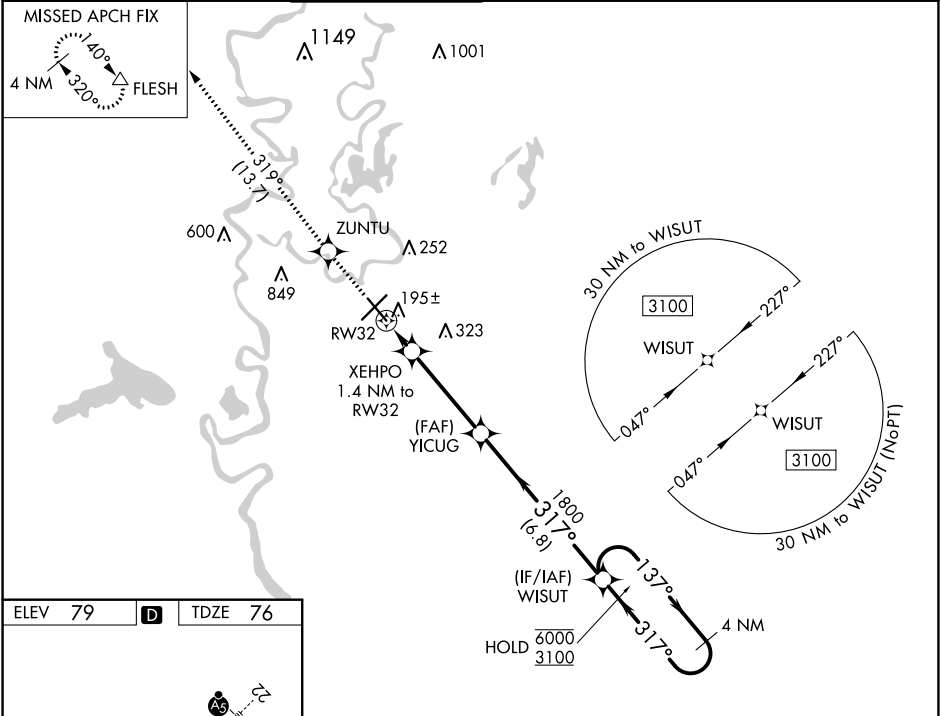 MISSED APCH FIX
140°
4 NM
320°
FLESH
1149
1001
319°
(13.7)
600
ZUNTU
252
849
195±
RW32
323
XEHPO
1.4 NM to
RW32
(FAF)
YICUG
30 NM to WISUT
3100
227°
WISUT
047°
227°
WISUT
047°
3100
30 NM to WISUT (NoPT)
1800
317°
(6.8)
(IF/IAF)
WISUT
137°
HOLD 6000
3100
317°
4 NM
ELEV 79
D
TDZE 76
A5
22